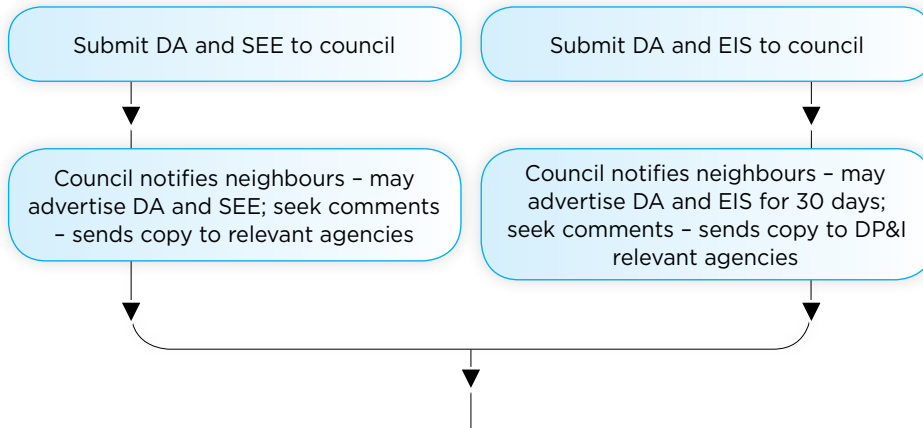 Submit DA and SEE to council
Submit DA and EIS to council
Council notifies neighbours – may
advertise DA and SEE; seek comments
– sends copy to relevant agencies
Council notifies neighbours – may
advertise DA and EIS for 30 days;
seek comments – sends copy to DP&I
relevant agencies